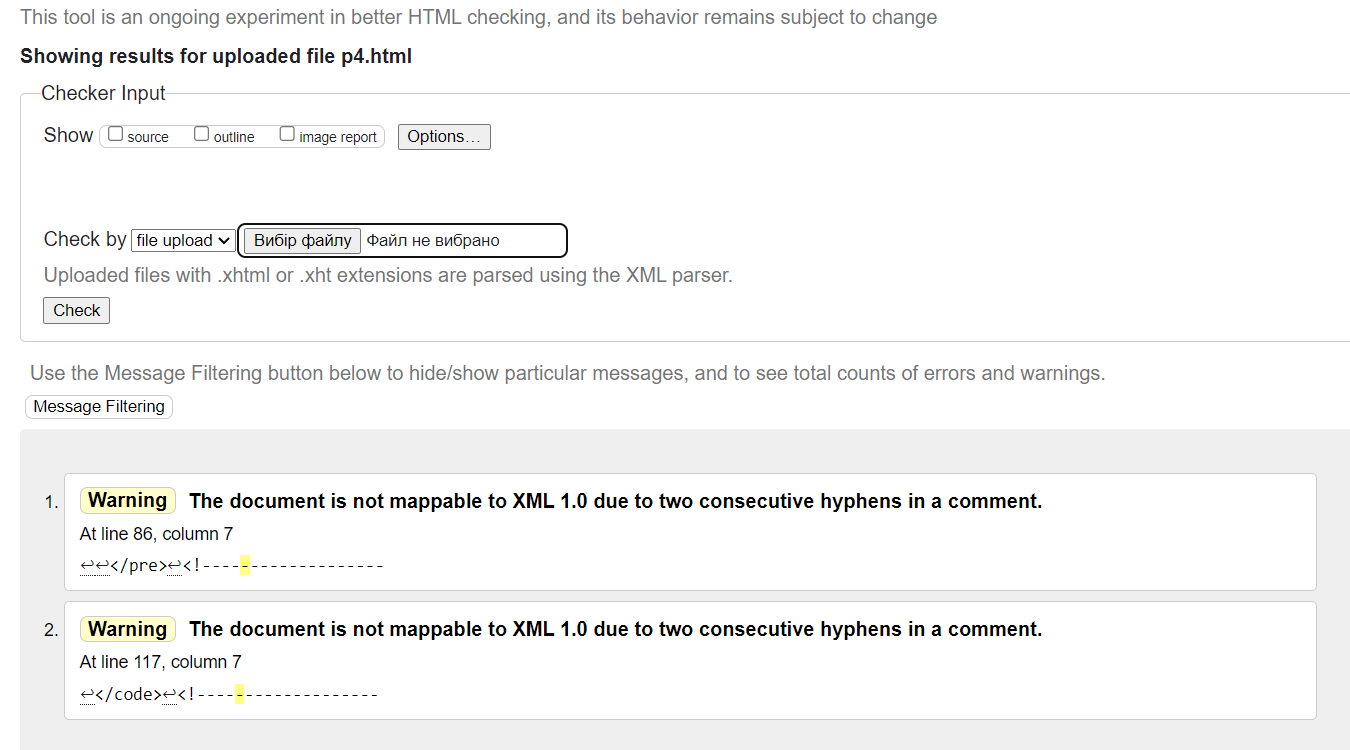 This tool is an ongoing experiment in better HTML checking, and its behavior remains subject to change
Showing results for uploaded file p4.html
Checker Input
Show source outline image report Options…
Check by file upload Вибір файлу Файл не вибрано
Uploaded files with .xhtml or .xht extensions are parsed using the XML parser.
Check
Use the Message Filtering button below to hide/show particular messages, and to see total counts of errors and warnings.
Message Filtering
1. Warning The document is not mappable to XML 1.0 due to two consecutive hyphens in a comment.
At line 86, column 7
↩↩</pre>↩<!------------------
2. Warning The document is not mappable to XML 1.0 due to two consecutive hyphens in a comment.
At line 117, column 7
↩</code>↩<!------------------